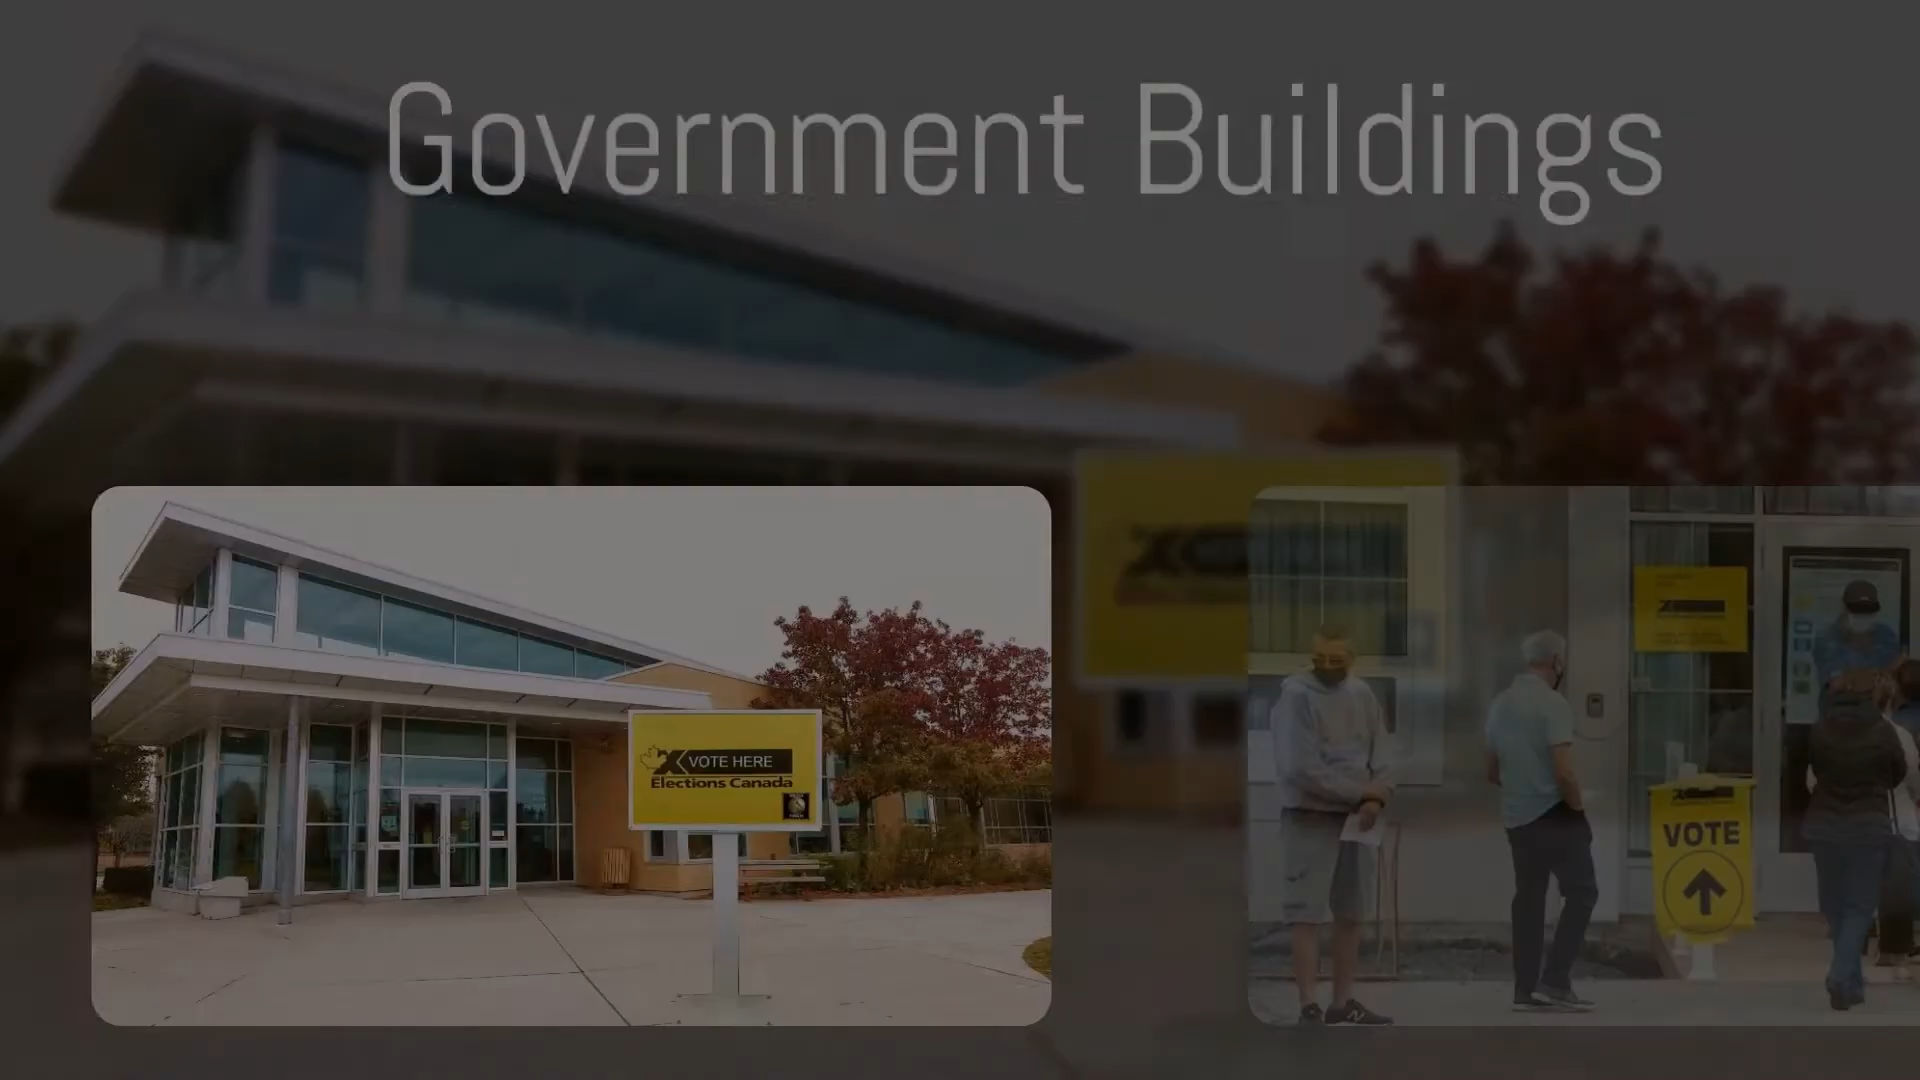 Government Buildings
VOTE HERE
Elections Canada
VOTE